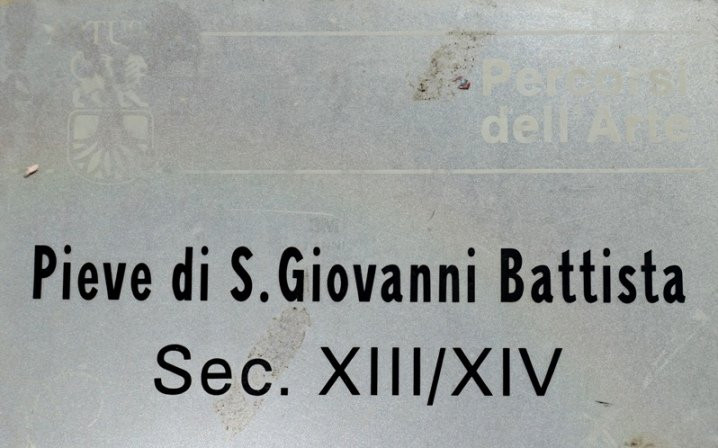 Percorsi
dell'Arte
Pieve di S. Giovanni Battista
Sec. XIII/XIV